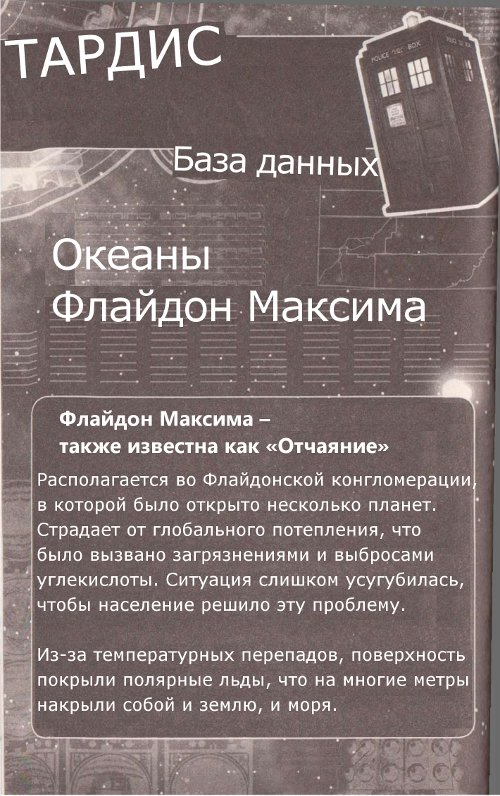 ТАРДИС
POLICE BOX
База данных
Океаны
Флайдон Максима
Флайдон Максима –
также известна как «Отчаяние»
Располагается во Флайдонской конгломерации,
в которой было открыто несколько планет.
Страдает от глобального потепления, что
было вызвано загрязнениями и выбросами
углекислоты. Ситуация слишком усугубилась,
чтобы население решило эту проблему.
Из-за температурных перепадов, поверхность
покрыли полярные льды, что на многие метры
накрыли собой и землю, и моря.